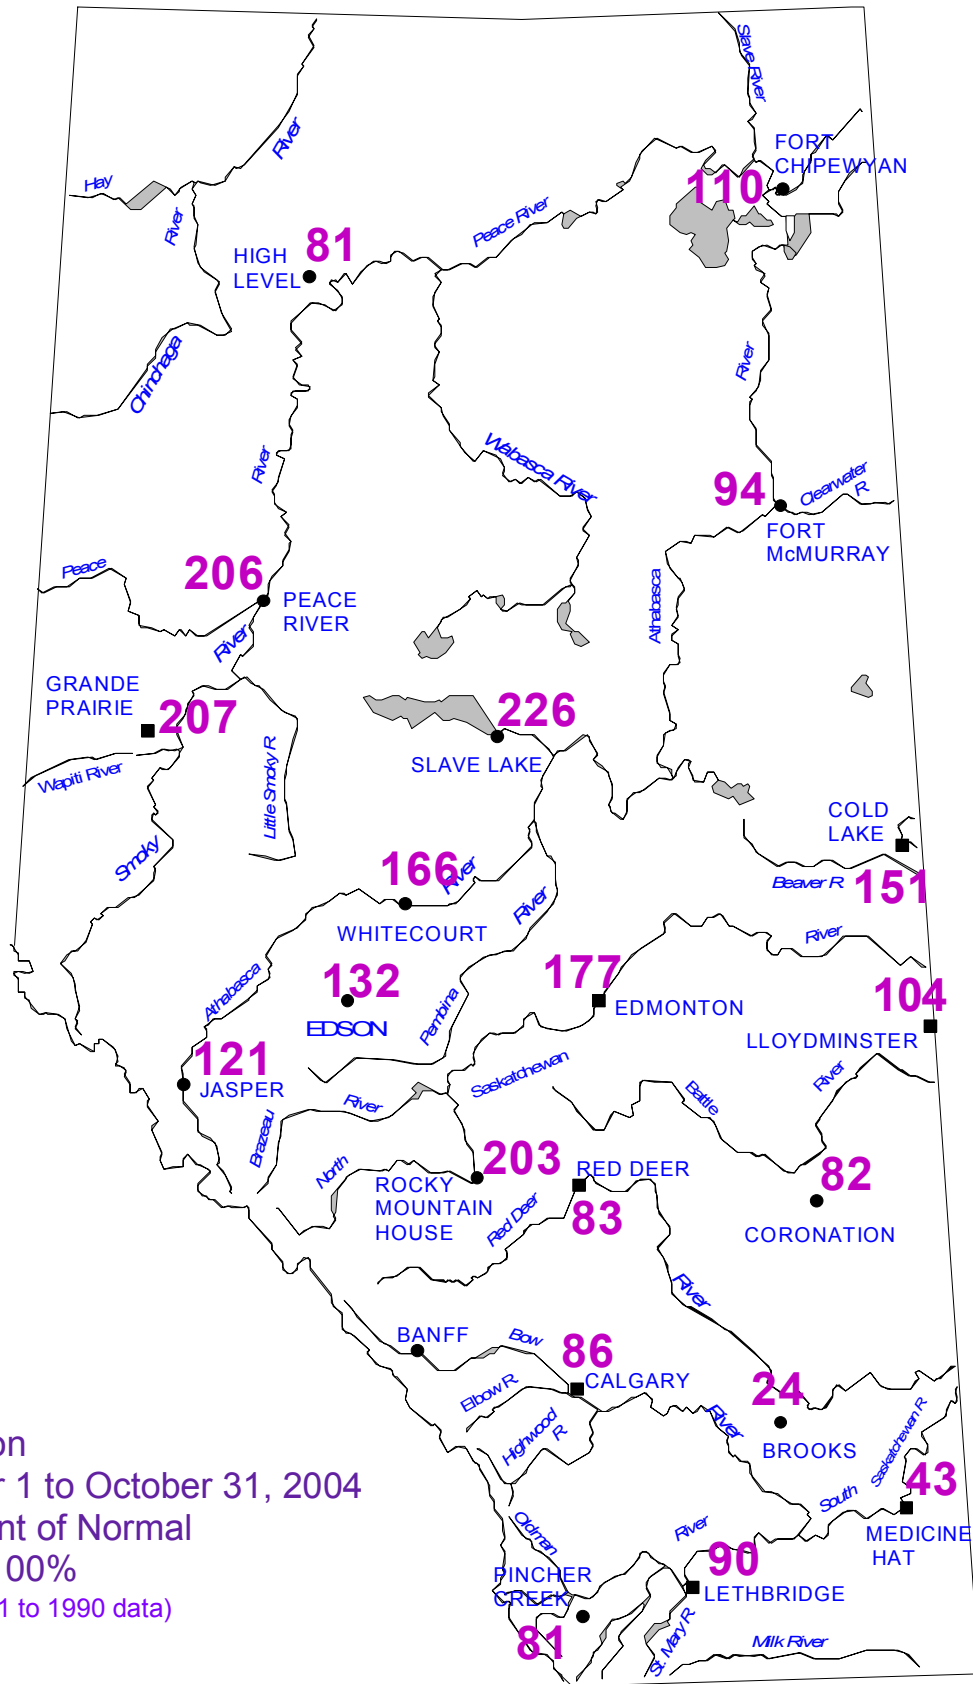 Slave River
FORT
CHIPEWYAN
110
Hay
River
River
Peace River
81
HIGH
LEVEL
Chinchaga
River
River
Wabasca River
94
Clearwater
R
FORT
McMURRAY
Peace
206
PEACE
RIVER
River
Athabasca
GRANDE
PRAIRIE
207
226
SLAVE LAKE
Wapiti River
Little Smoky R
Smoky
COLD
LAKE
Beaver R
151
166
River
WHITECOURT
River
River
Athabasca
132
EDSON
Pembina
177
EDMONTON
104
LLOYDMINSTER
121
JASPER
Saskatchewan
River
Battle
River
Brazeau
North
203
ROCKY
MOUNTAIN
HOUSE
RED DEER
83
Red Deer
82
CORONATION
River
BANFF
Bow
86
CALGARY
Elbow R
Highwood
R
River
24
BROOKS
Saskatchewan R
South
43
MEDICINE
HAT
Oldman
River
90
LETHBRIDGE
PINCHER
CREEK
81
St. Mary R
Milk River
on
r 1 to October 31, 2004
nt of Normal
00%
1 to 1990 data)